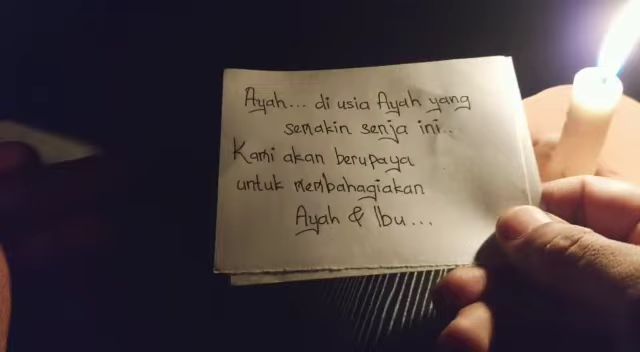 Ayah... di usia Ayah yang
semakin senja ini..
Kami akan berupaya
untuk membahagiakan
Ayah & Ibu...